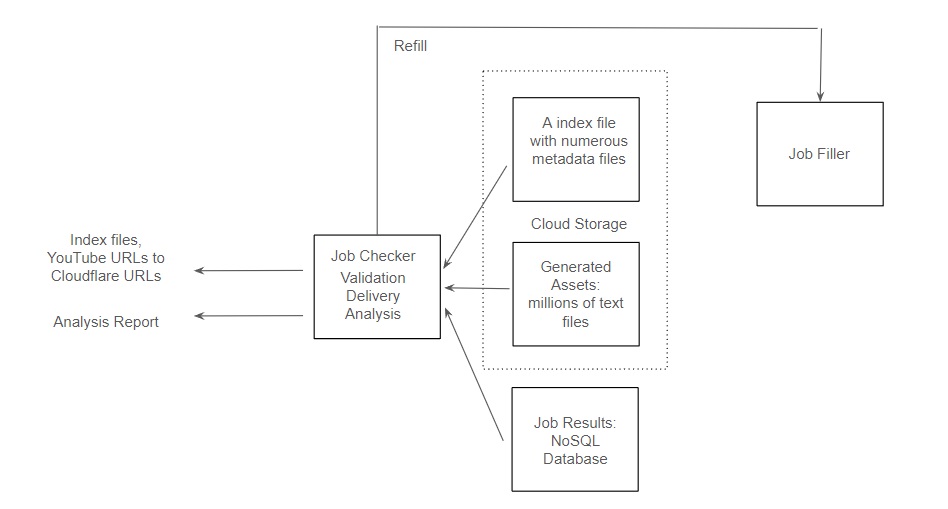 Refill
A index file
with numerous
metadata files
Job Filler
Cloud Storage
Index files,
YouTube URLs to
Cloudflare URLs
Analysis Report
Job Checker
Validation
Delivery
Analysis
Generated
Assets:
millions of text
files
Job Results:
NoSQL
Database